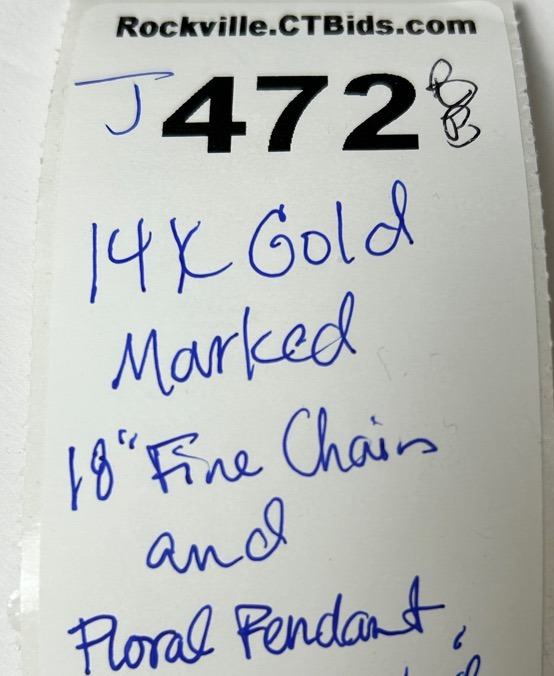 Rockville.CTBids.com
J 472 BB
14K Gold
Marked
18" Fine Chain
and
Floral Pendant,